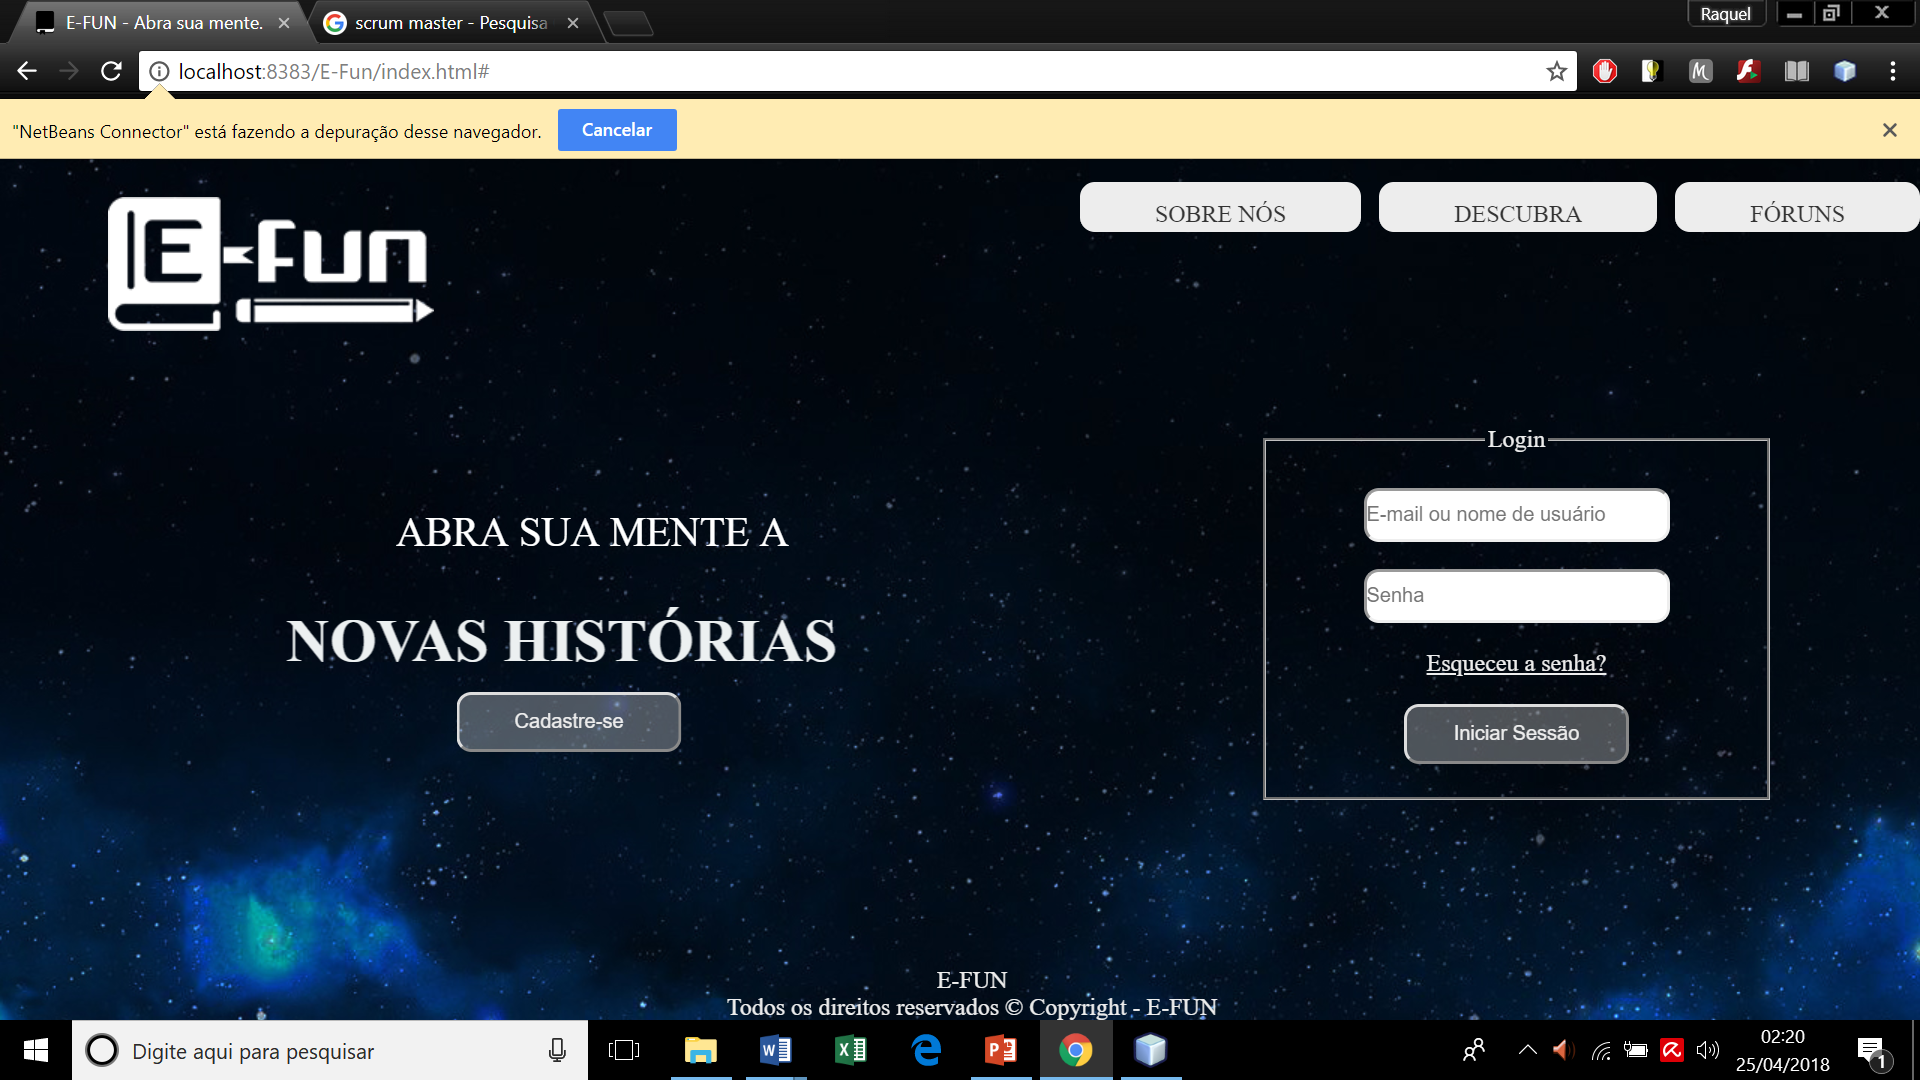 E-FUN - Abra sua mente.
scrum master - Pesquisa
Raquel
localhost:8383/E-Fun/index.html#
"NetBeans Connector" está fazendo a depuração desse navegador.
Cancelar
E-Fun
SOBRE NÓS
DESCUBRA
FÓRUNS
Login
E-mail ou nome de usuário
Senha
Esqueceu a senha?
Iniciar Sessão
ABRA SUA MENTE A
NOVAS HISTÓRIAS
Cadastre-se
E-FUN
Todos os direitos reservados © Copyright - E-FUN
Digite aqui para pesquisar
02:20
25/04/2018
1